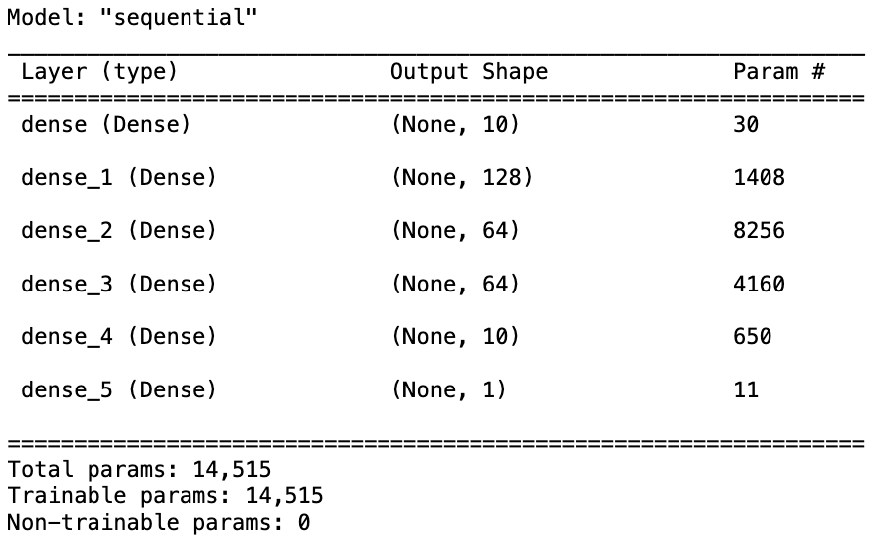 Model: "sequential"
_________________________________________________________________
Layer (type) Output Shape Param #
=================================================================
dense (Dense) (None, 10) 30
dense_1 (Dense) (None, 128) 1408
dense_2 (Dense) (None, 64) 8256
dense_3 (Dense) (None, 64) 4160
dense_4 (Dense) (None, 10) 650
dense_5 (Dense) (None, 1) 11
=================================================================
Total params: 14,515
Trainable params: 14,515
Non-trainable params: 0